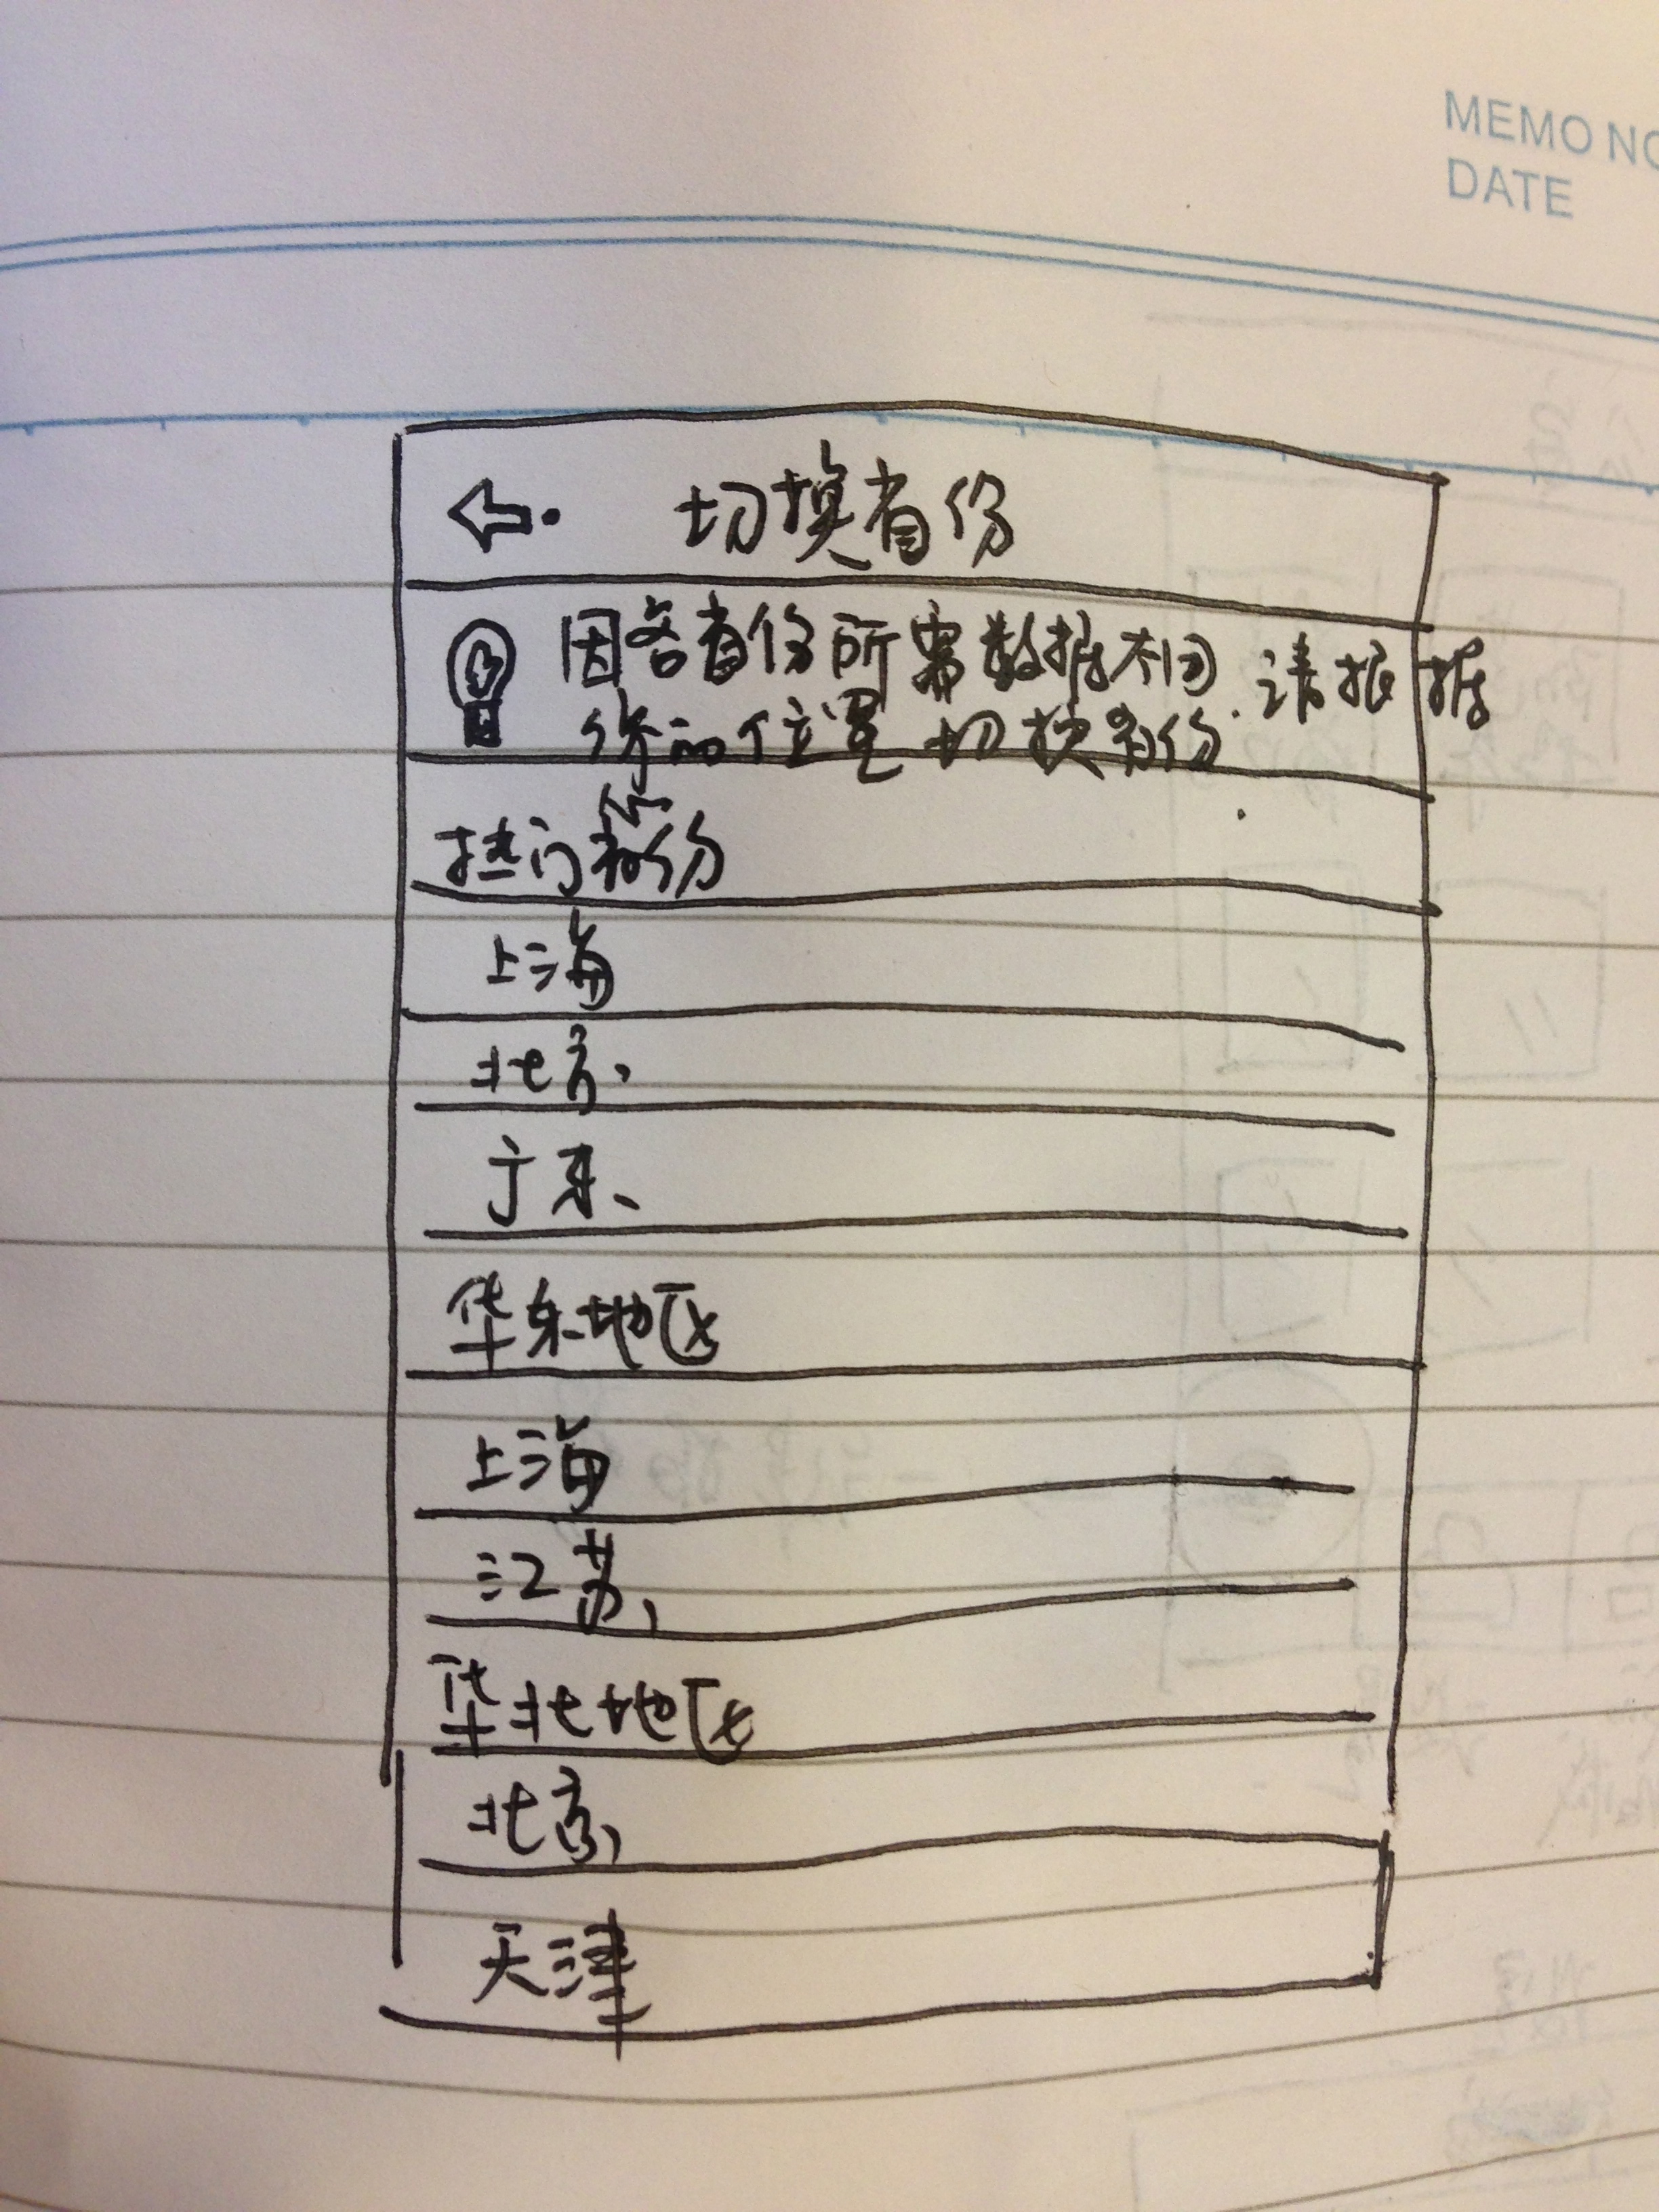 MEMO NO
DATE
切换省份
因各省份所需数据不同.请根据
你的位置切换省份.
热门省份
上海
北京
广东
华东地区
上海
江苏
华北地区
北京
天津